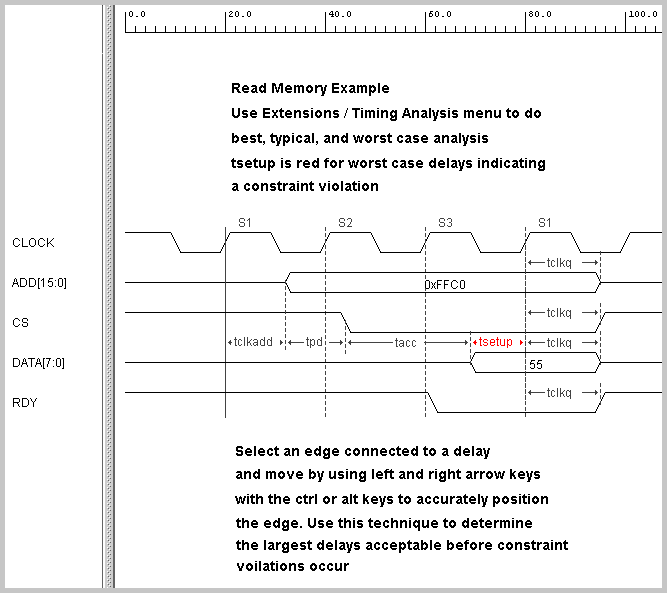 0.0 20.0 40.0 60.0 80.0 100.0
Read Memory Example
Use Extensions / Timing Analysis menu to do
best, typical, and worst case analysis
tsetup is red for worst case delays indicating
a constraint violation
S1 S2 S3 S1
CLOCK
tclkq
ADD[15:0] 0xFFC0
CS tclkq
tclkadd tpd tacc tsetup tclkq
DATA[7:0] 55
RDY tclkq
Select an edge connected to a delay
and move by using left and right arrow keys
with the ctrl or alt keys to accurately position
the edge. Use this technique to determine
the largest delays acceptable before constraint
voilations occur